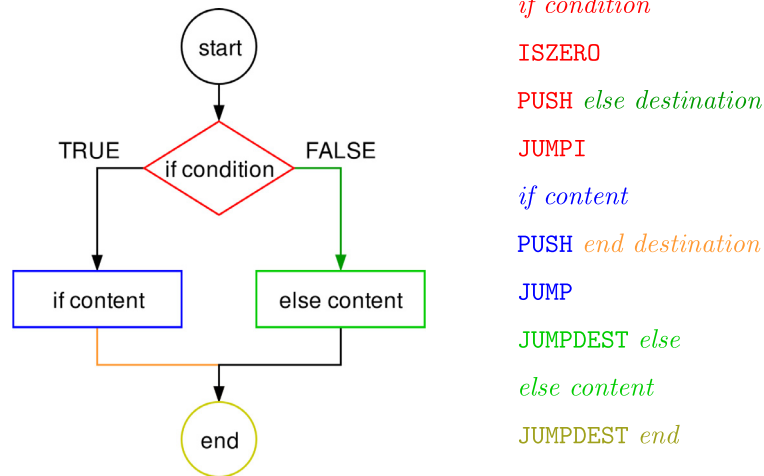 start
TRUE
FALSE
if condition
if content
else content
end
if condition
ISZERO
PUSH else destination
JUMPI
if content
PUSH end destination
JUMP
JUMPDEST else
else content
JUMPDEST end